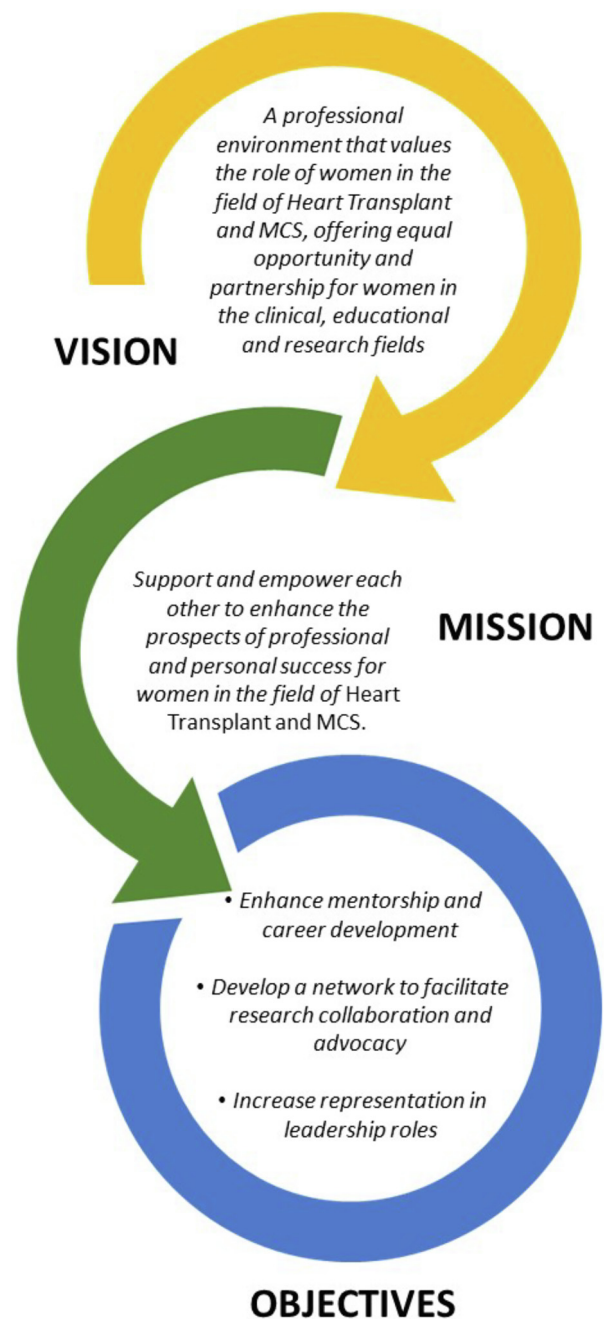 A professional
environment that values
the role of women in the
field of Heart Transplant
and MCS, offering equal
opportunity and
partnership for women in
the clinical, educational
and research fields
VISION
Support and empower each
other to enhance the
prospects of professional
and personal success for
women in the field of Heart
Transplant and MCS.
MISSION
• Enhance mentorship and
career development
• Develop a network to facilitate
research collaboration and
advocacy
• Increase representation in
leadership roles
OBJECTIVES